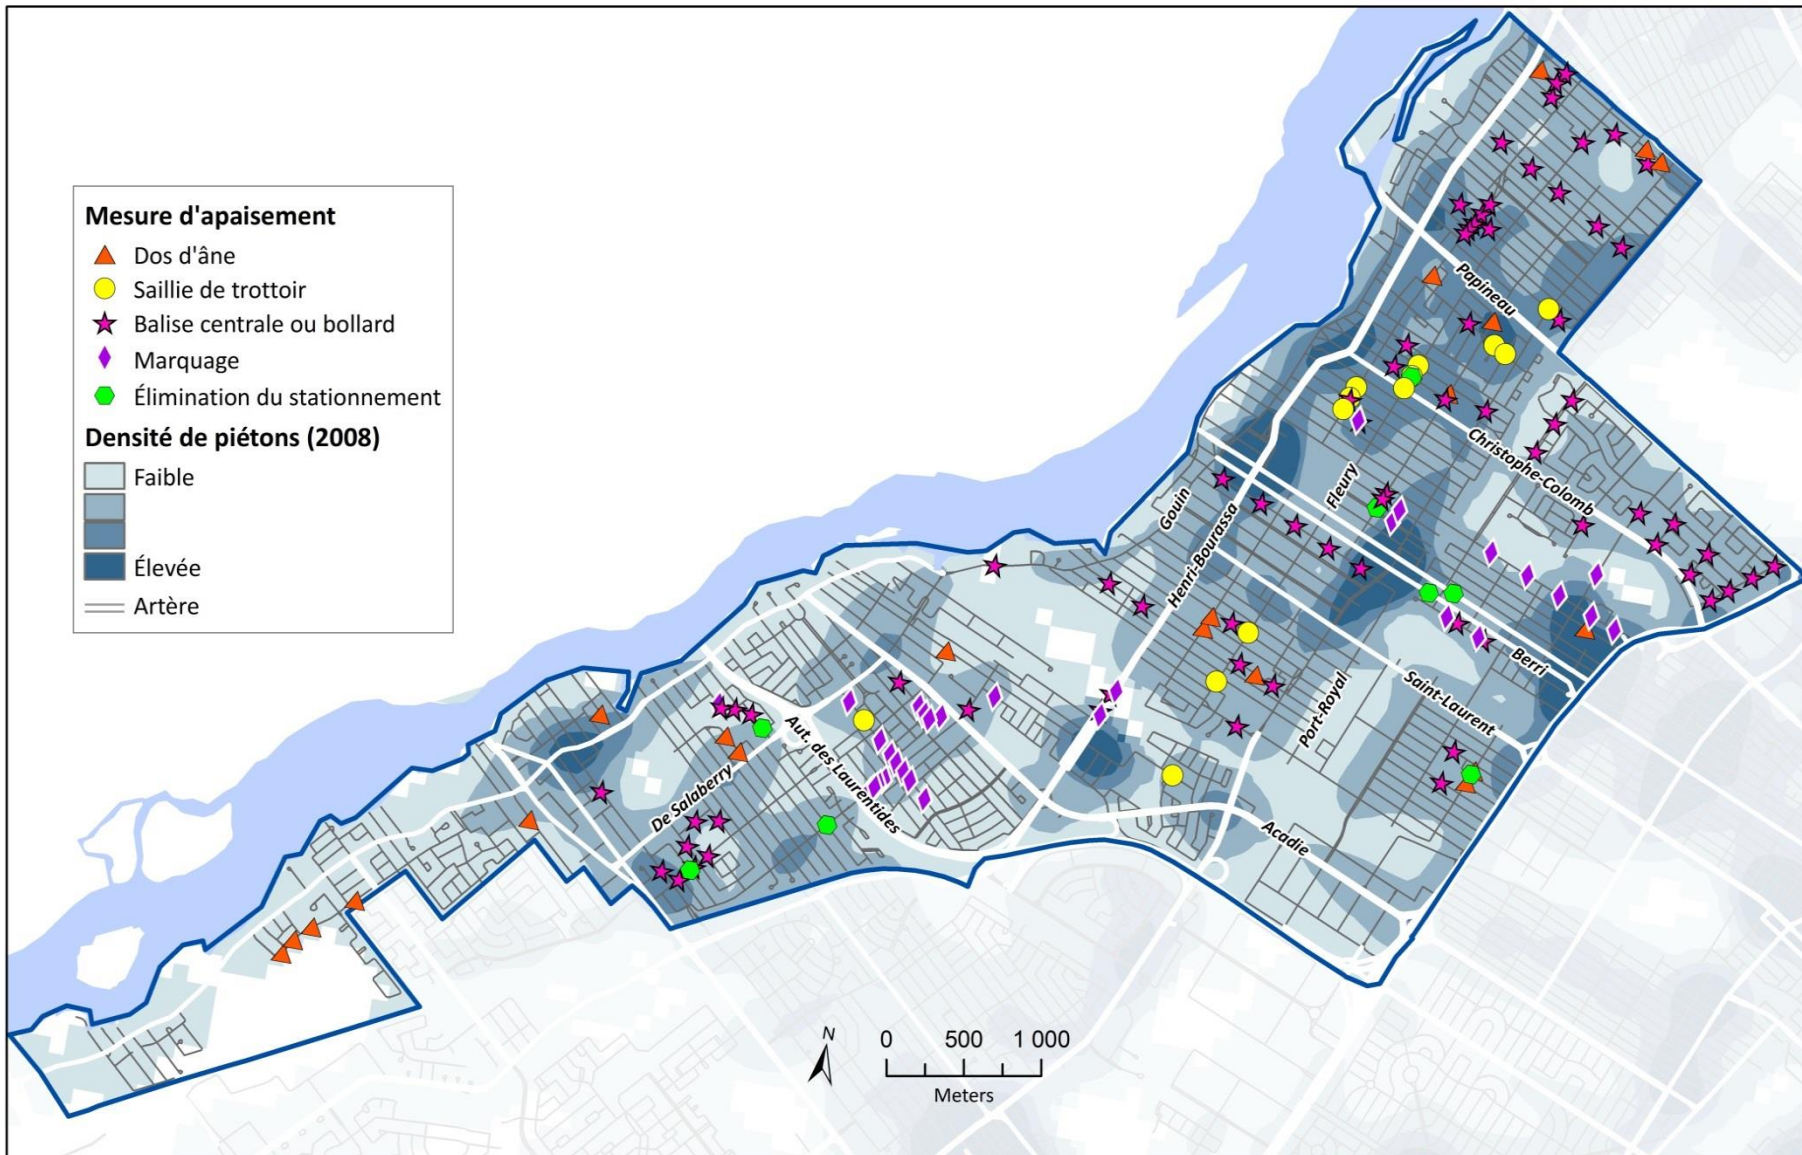 Mesure d'apaisement
Dos d'âne
Saillie de trottoir
Balise centrale ou bollard
Marquage
Élimination du stationnement
Densité de piétons (2008)
Faible
Élevée
Artère
Papineau
Christophe-Colomb
Fleury
Gouin
Henri-Bourassa
Berri
Saint-Laurent
Port-Royal
Aut. des Laurentides
De Salaberry
Acadie
N
0 500 1 000
Meters